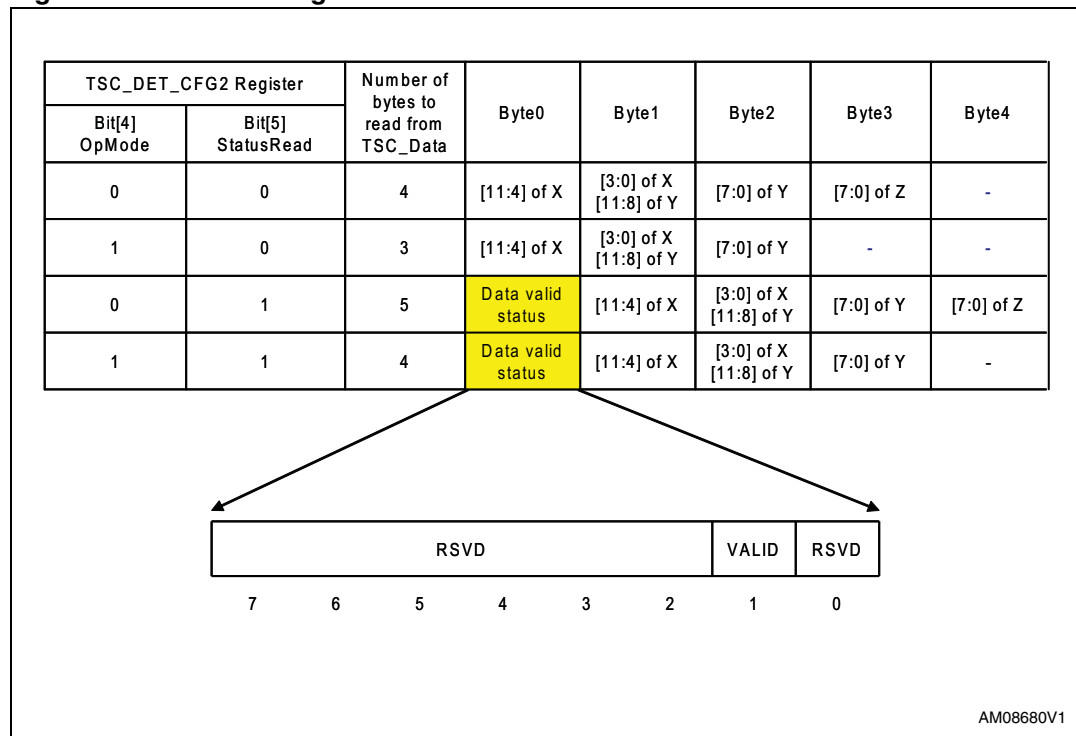 TSC_DET_CFG2 Register
Number of
bytes to
read from
TSC_Data
Byte0
Byte1
Byte2
Byte3
Byte4
Bit[4]
OpMode
Bit[5]
StatusRead
0
0
4
[11:4] of X
[3:0] of X
[11:8] of Y
[7:0] of Y
[7:0] of Z
-
1
0
3
[11:4] of X
[3:0] of X
[11:8] of Y
[7:0] of Y
-
-
0
1
5
Data valid
status
[11:4] of X
[3:0] of X
[11:8] of Y
[7:0] of Y
[7:0] of Z
1
1
4
Data valid
status
[11:4] of X
[3:0] of X
[11:8] of Y
[7:0] of Y
-
RSVD
VALID
RSVD
7 6 5 4 3 2 1 0
AM08680V1